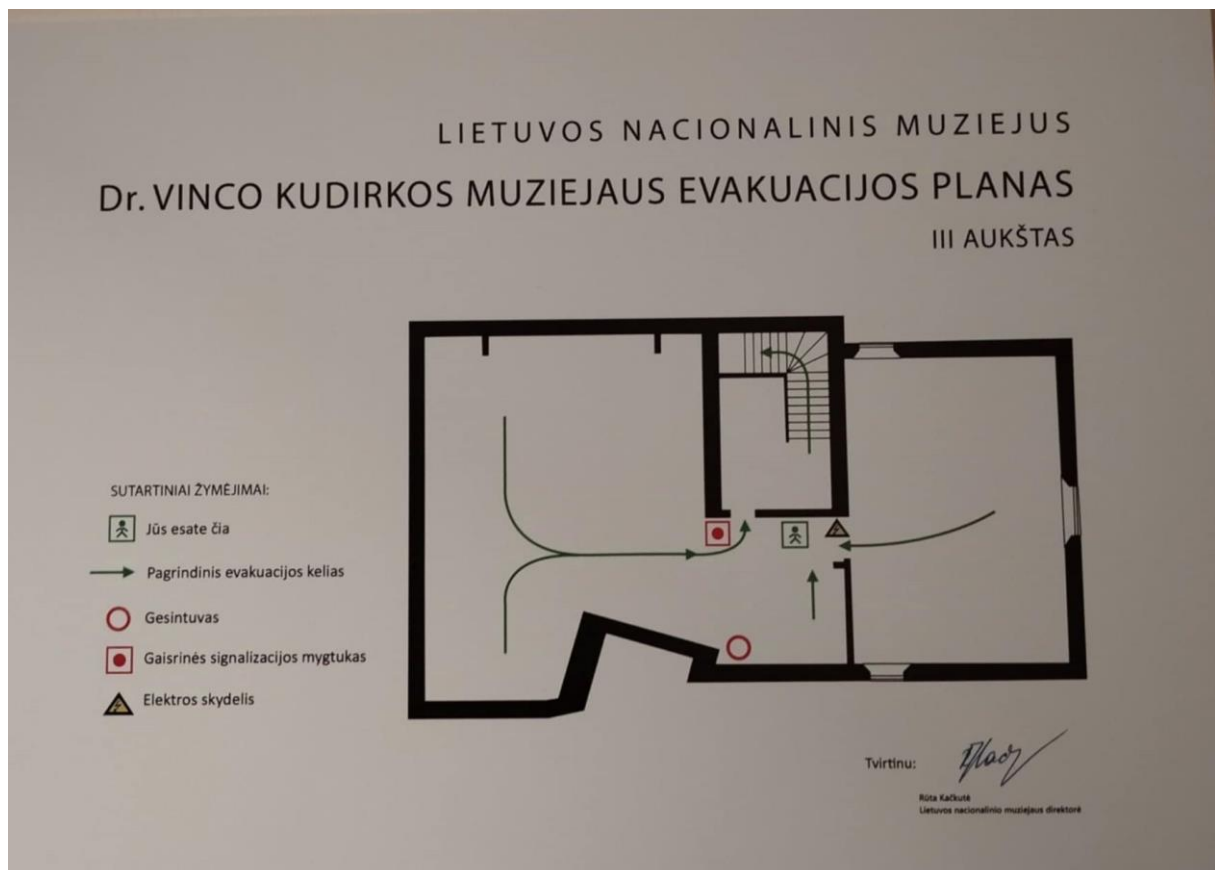 LIETUVOS NACIONALINIS MUZIEJUS
Dr. VINCO KUDIRKOS MUZIEJAUS EVAKUACIJOS PLANAS
III AUKŠTAS
SUTARTINIAI ŽYMĖJIMAI:
Jūs esate čia
Pagrindinis evakuacijos kelias
Gesintuvas
Gaisrinės signalizacijos mygtukas
Elektros skydelis
Tvirtinu:
Rūta Kačkutė
Lietuvos nacionalinio muziejaus direktorė